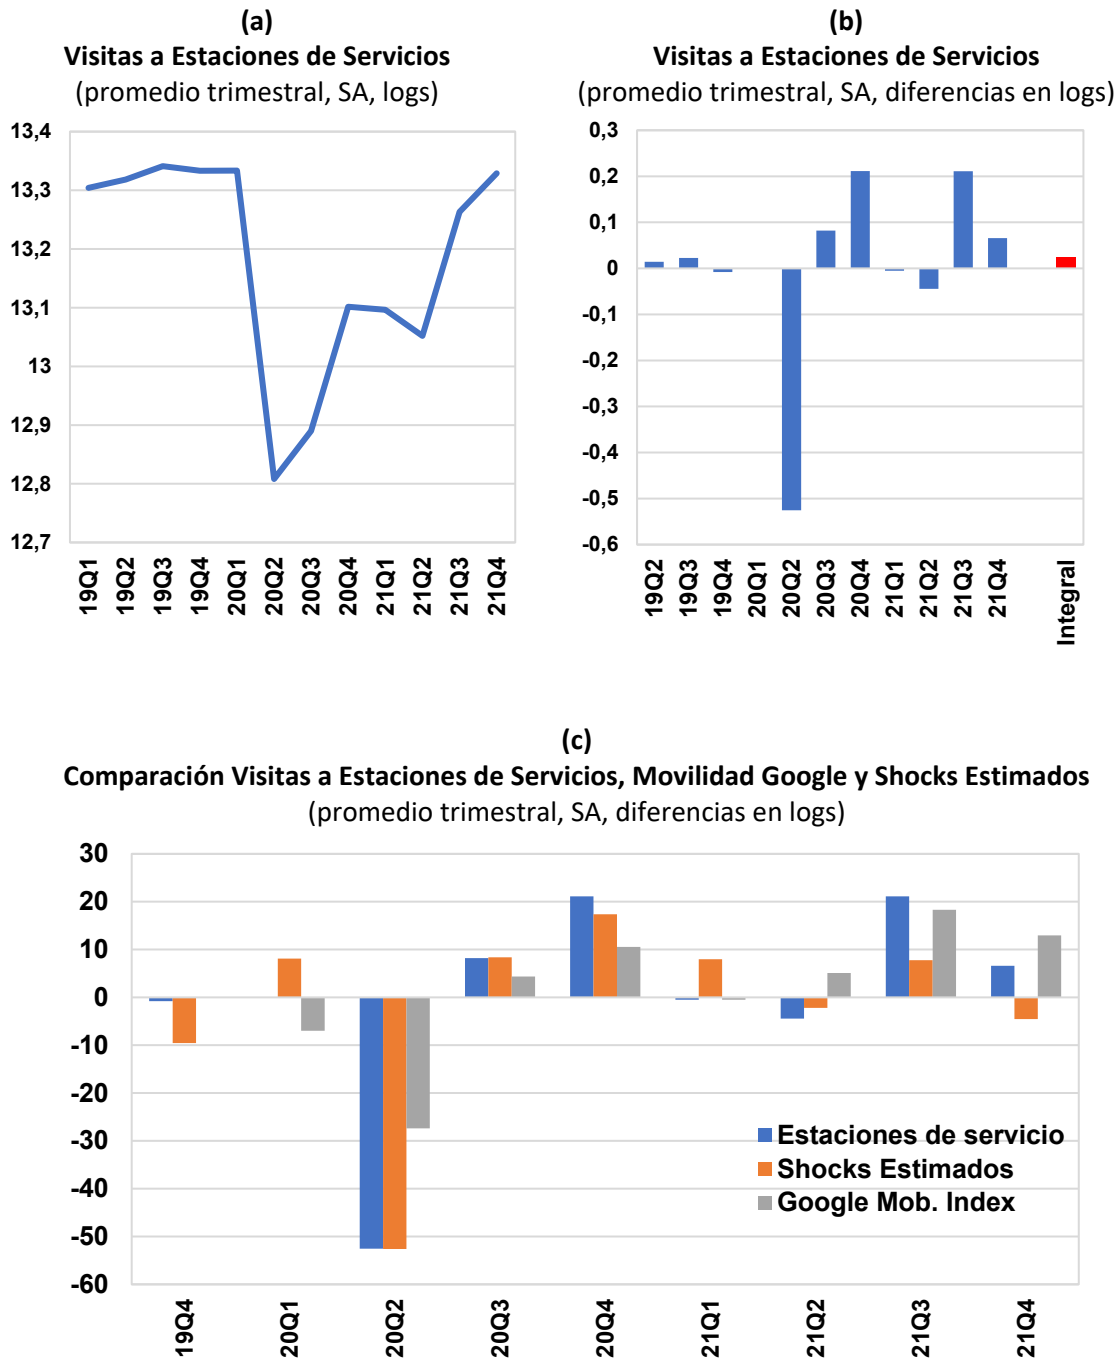 (a)
Visitas a Estaciones de Servicios
(promedio trimestral, SA, logs)
13,4
13,3
13,2
13,1
13
12,9
12,8
12,7
19Q1
19Q2
19Q3
19Q4
20Q1
20Q2
20Q3
20Q4
21Q1
21Q2
21Q3
21Q4
(b)
Visitas a Estaciones de Servicios
(promedio trimestral, SA, diferencias en logs)
0,3
0,2
0,1
0
-0,1
-0,2
-0,3
-0,4
-0,5
-0,6
19Q2
19Q3
19Q4
20Q1
20Q2
20Q3
20Q4
21Q1
21Q2
21Q3
21Q4
Integral
(c)
Comparación Visitas a Estaciones de Servicios, Movilidad Google y Shocks Estimados
(promedio trimestral, SA, diferencias en logs)
30
20
10
0
-10
-20
-30
-40
-50
-60
Estaciones de servicio
Shocks Estimados
Google Mob. Index
19Q4
20Q1
20Q2
20Q3
20Q4
21Q1
21Q2
21Q3
21Q4